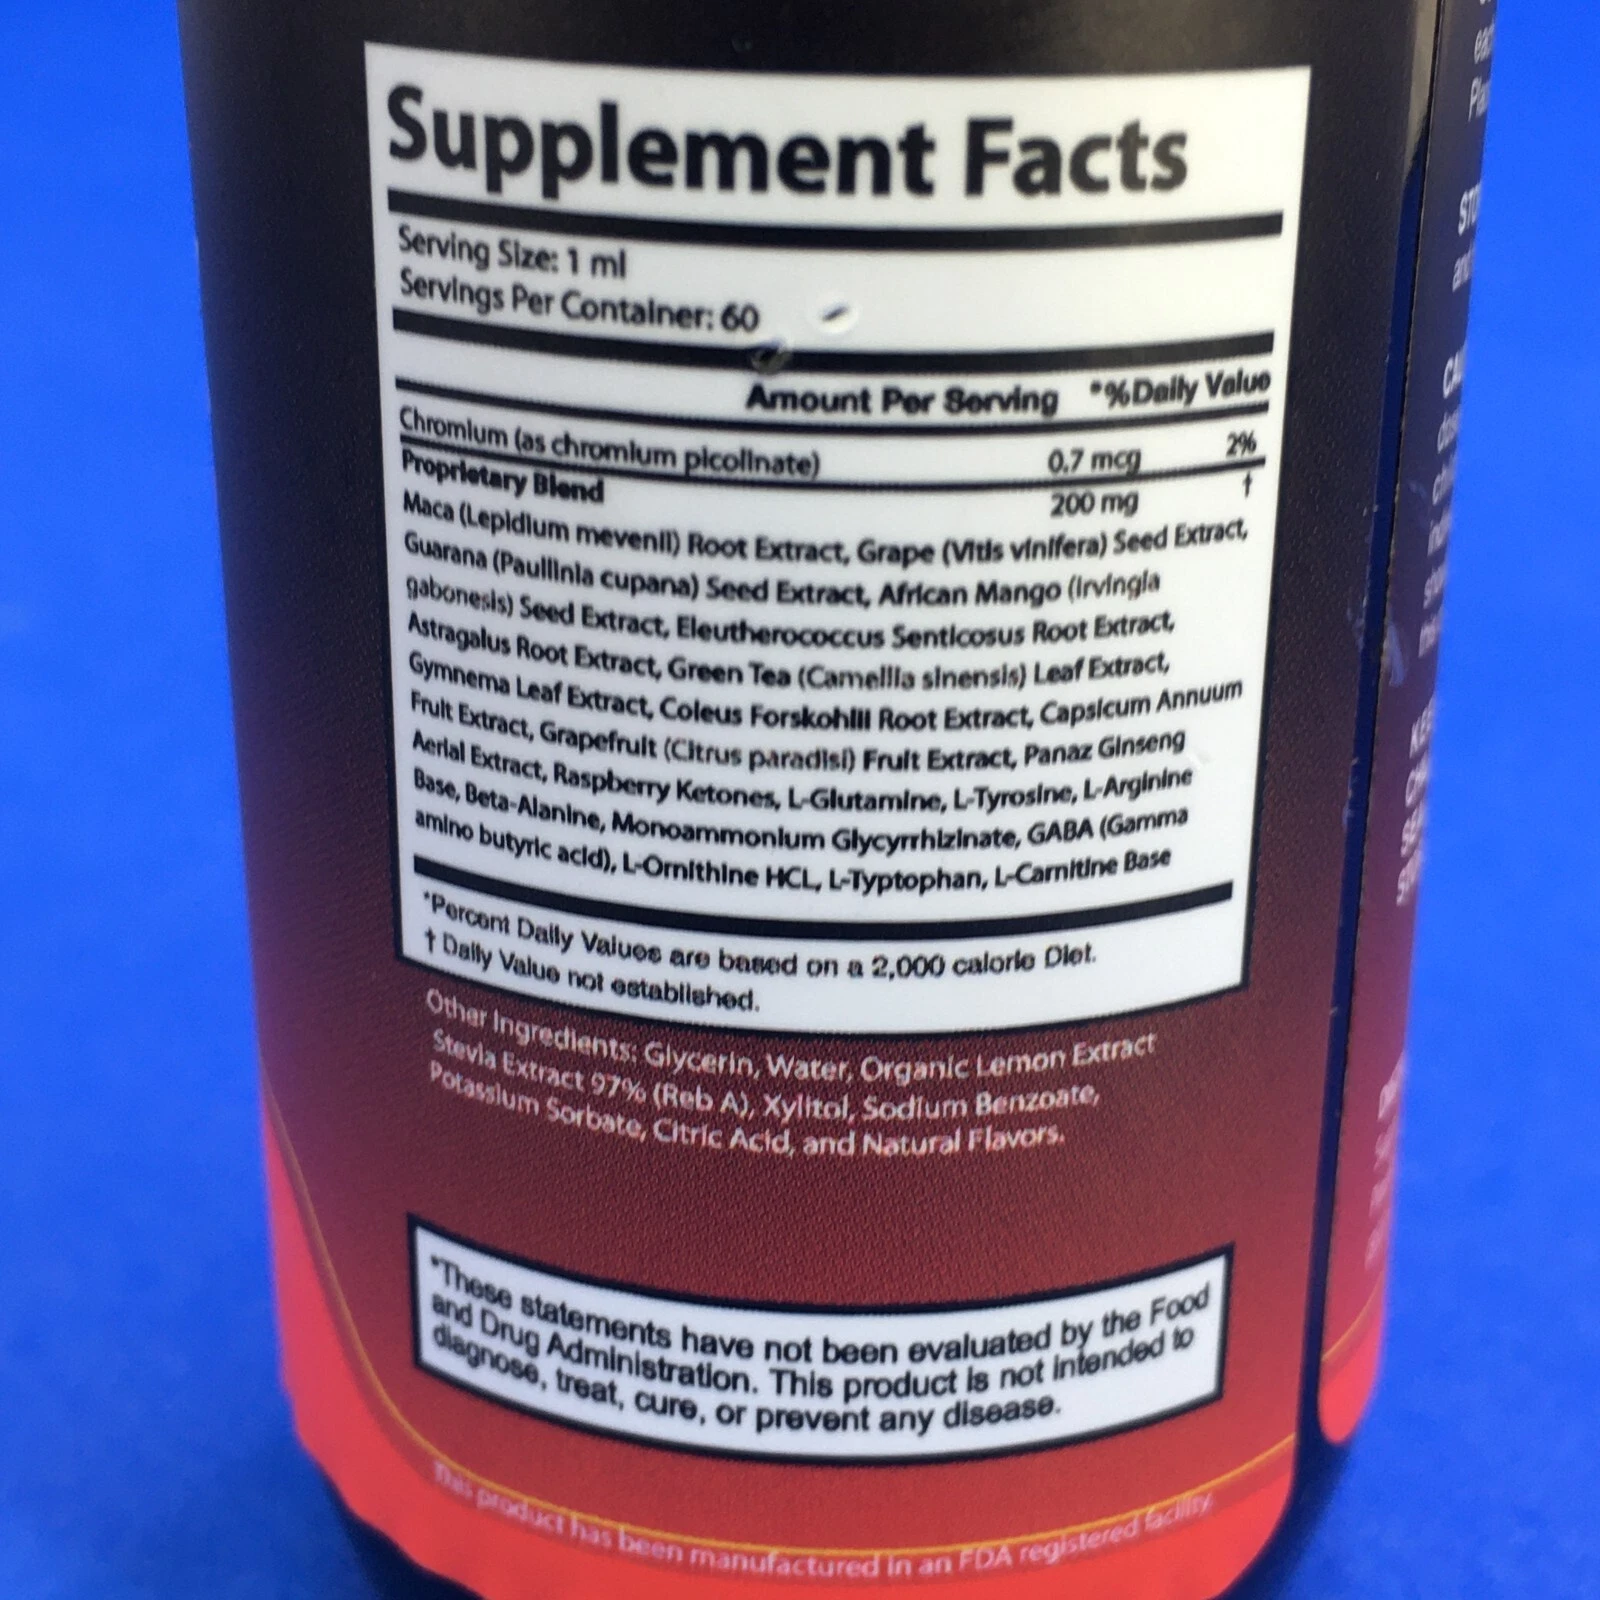 Supplement Facts
Serving Size: 1 ml
Servings Per Container: 60
Amount Per Serving *%Daily Value
Chromium (as chromium picolinate) 0.7 mcg 2%
Proprietary Blend 200 mg †
Maca (Lepidium mevenii) Root Extract, Grape (Vitis vinifera) Seed Extract,
Guarana (Paullinia cupana) Seed Extract, African Mango (Irvingia
gabonesis) Seed Extract, Eleutherococcus Senticosus Root Extract,
Astragalus Root Extract, Green Tea (Camellia sinensis) Leaf Extract,
Gymnema Leaf Extract, Coleus Forskohlii Root Extract, Capsicum Annuum
Fruit Extract, Grapefruit (Citrus paradisi) Fruit Extract, Panaz Ginseng
Aerial Extract, Raspberry Ketones, L-Glutamine, L-Tyrosine, L-Arginine
Base, Beta-Alanine, Monoammonium Glycyrrhizinate, GABA (Gamma
amino butyric acid), L-Ornithine HCL, L-Typtophan, L-Carnitine Base
*Percent Daily Values are based on a 2,000 calorie Diet.
† Daily Value not established.
Other Ingredients: Glycerin, Water, Organic Lemon Extract
Stevia Extract 97% (Reb A), Xylitol, Sodium Benzoate,
Potassium Sorbate, Citric Acid, and Natural Flavors.
*These statements have not been evaluated by the Food
and Drug Administration. This product is not intended to
diagnose, treat, cure, or prevent any disease.
This product has been manufactured in an FDA registered facility.